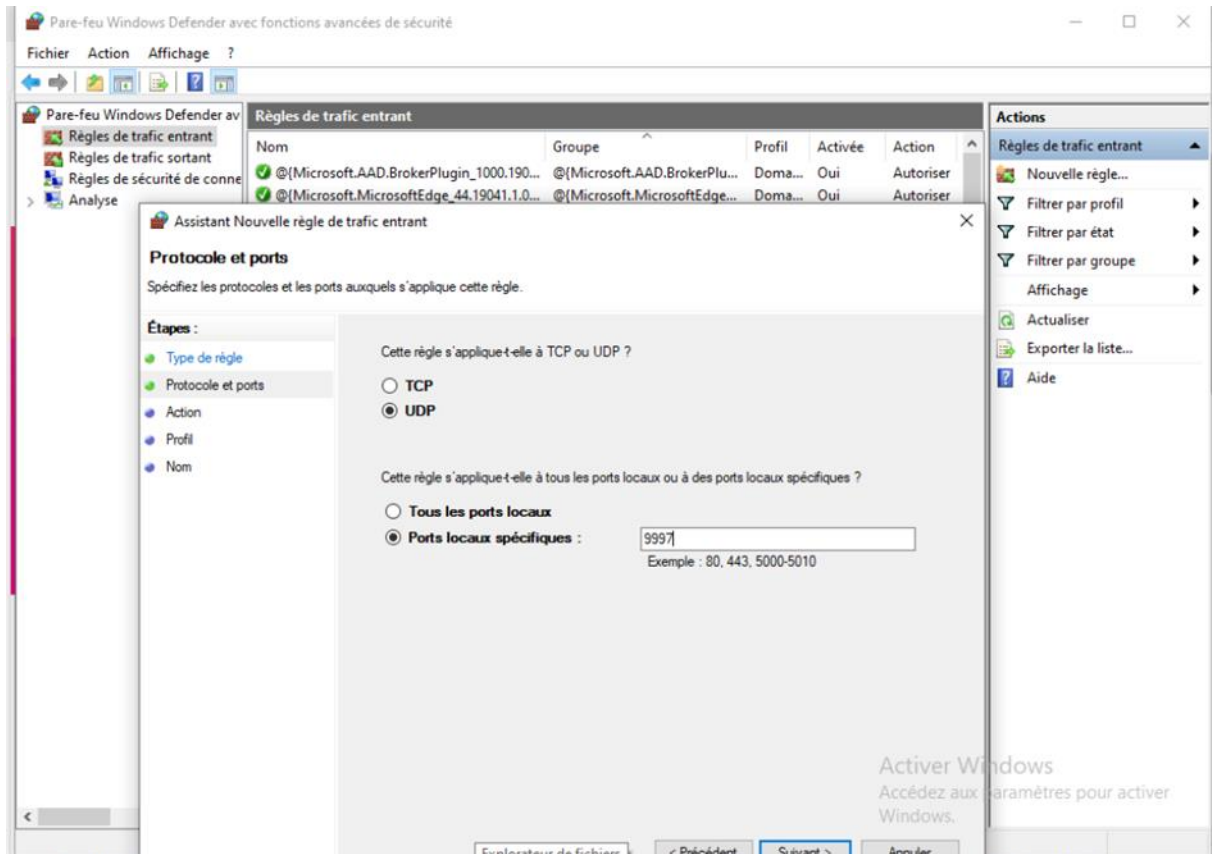 Pare-feu Windows Defender avec fonctions avancées de sécurité
Fichier Action Affichage ?
Pare-feu Windows Defender av
Règles de trafic entrant
Règles de trafic sortant
Règles de sécurité de conne
Analyse
Règles de trafic entrant
Nom Groupe Profil Activée Action
@{Microsoft.AAD.BrokerPlugin_1000.190... @{Microsoft.AAD.BrokerPlu... Doma... Oui Autoriser
@{Microsoft.MicrosoftEdge_44.19041.1.0... @{Microsoft.MicrosoftEdge... Doma... Oui Autoriser
Actions
Règles de trafic entrant
Nouvelle règle...
Filtrer par profil
Filtrer par état
Filtrer par groupe
Affichage
Actualiser
Exporter la liste...
Aide
Assistant Nouvelle règle de trafic entrant
Protocole et ports
Spécifiez les protocoles et les ports auxquels s'applique cette règle.
Étapes :
Type de règle
Protocole et ports
Action
Profil
Nom
Cette règle s'applique-t-elle à TCP ou UDP ?
TCP
UDP
Cette règle s'applique-t-elle à tous les ports locaux ou à des ports locaux spécifiques ?
Tous les ports locaux
Ports locaux spécifiques : 9997
Exemple : 80, 443, 5000-5010
Activer Windows
Accédez aux paramètres pour activer
Windows.
Explorateur de fichiers < Précédent Suivant > Annuler